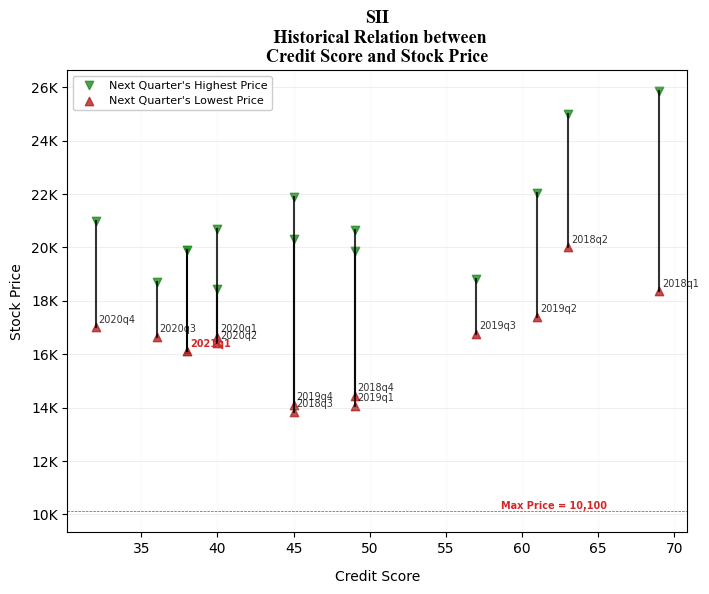 SII
Historical Relation between
Credit Score and Stock Price
Next Quarter's Highest Price
Next Quarter's Lowest Price
26K
24K
22K
20K
18K
16K
14K
12K
10K
Stock Price
2018q2
2018q1
2019q2
2020q4
2020q3
2020q1
2020q2
2021q1
2019q3
2019q4
2018q3
2018q4
2019q1
Max Price = 10,100
35 40 45 50 55 60 65 70
Credit Score